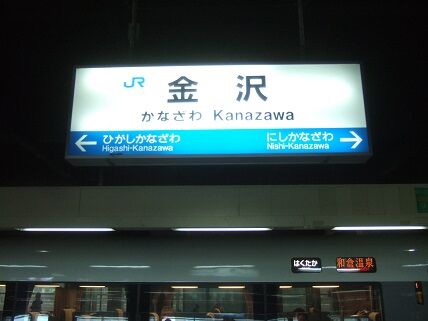 JR 金沢
かなざわ Kanazawa
← ひがしかなざわ にしかなざわ →
Higashi-Kanazawa Nishi-Kanazawa
はくたか 和倉温泉